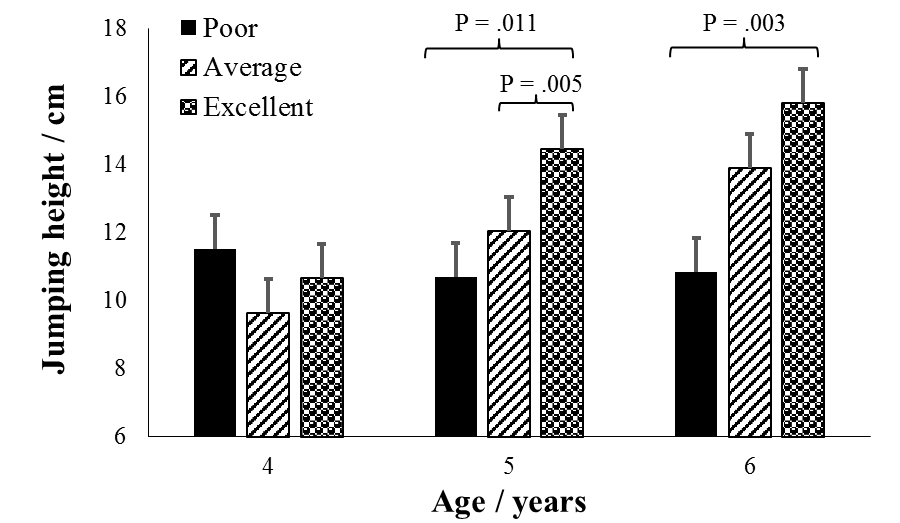 18
16
14
12
10
8
6
Jumping height / cm
Poor
Average
Excellent
P = .011
P = .005
P = .003
4
5
6
Age / years